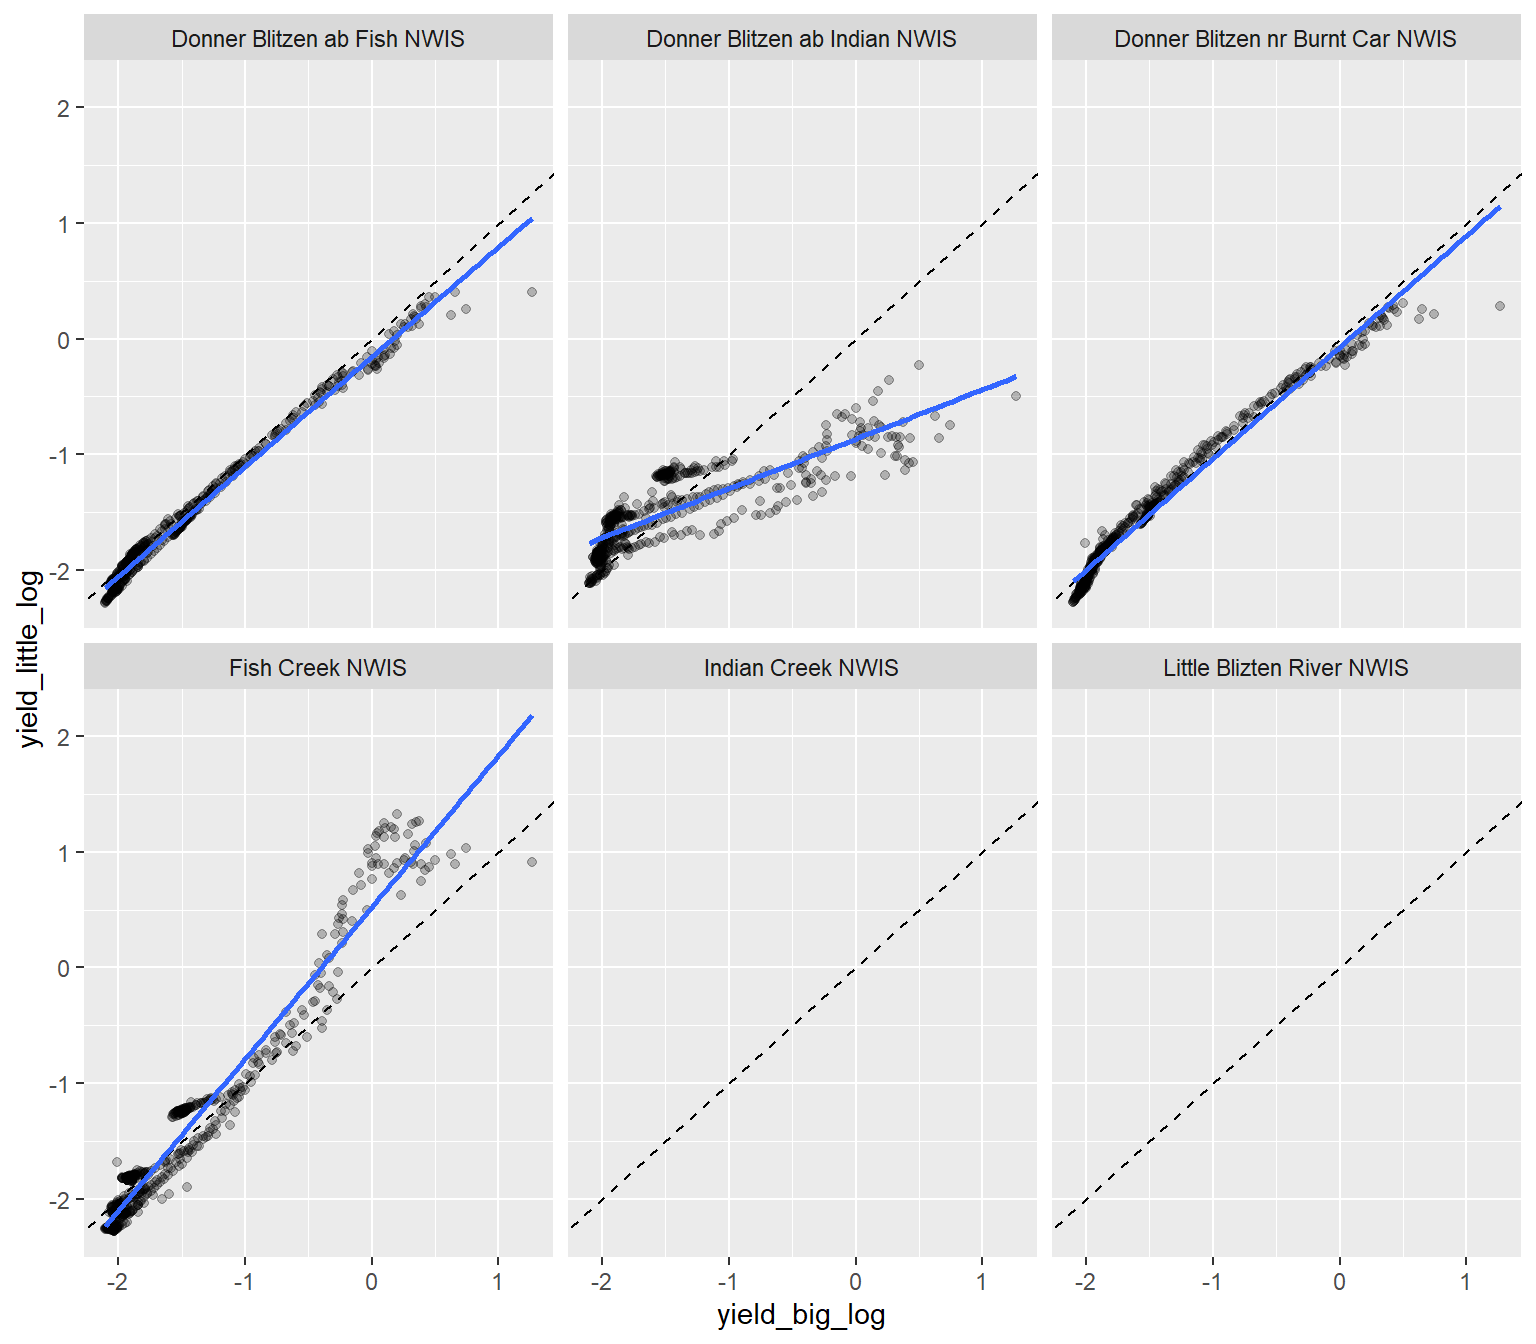 Donner Blitzen ab Fish NWIS
Donner Blitzen ab Indian NWIS
Donner Blitzen nr Burnt Car NWIS
2
1
0
-1
-2
yield_little_log
Fish Creek NWIS
Indian Creek NWIS
Little Blizten River NWIS
2
1
0
-1
-2
-2 -1 0 1
-2 -1 0 1
-2 -1 0 1
yield_big_log